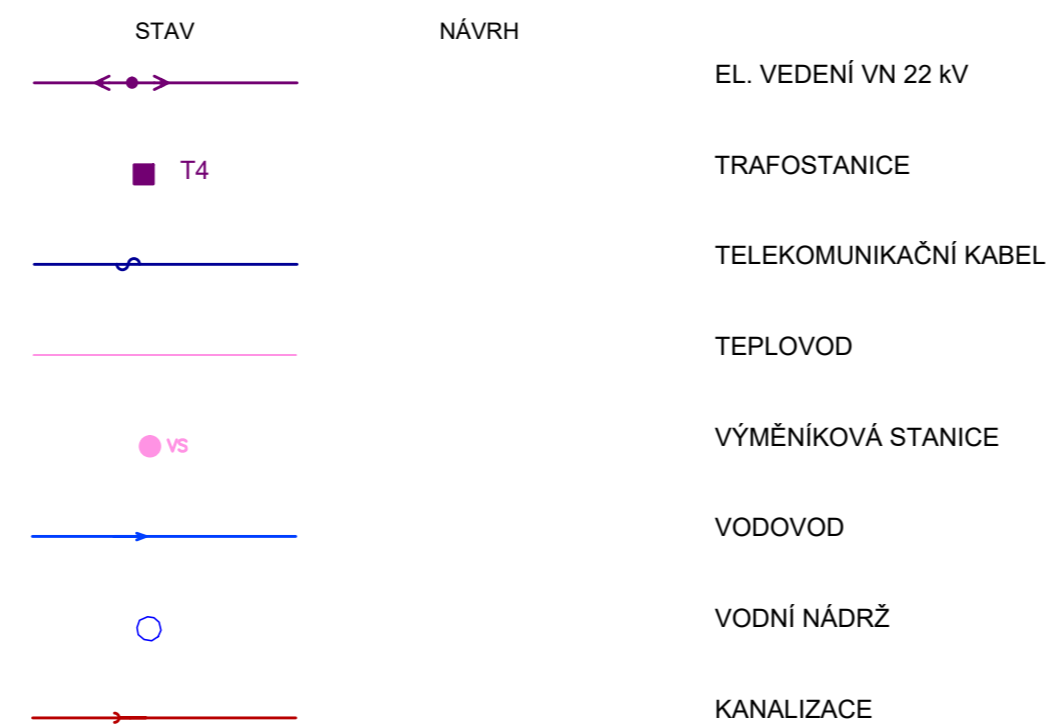 STAV NÁVRH
EL. VEDENÍ VN 22 kV
T4 TRAFOSTANICE
TELEKOMUNIKAČNÍ KABEL
TEPLOVOD
VS VÝMĚNÍKOVÁ STANICE
VODOVOD
VODNÍ NÁDRŽ
KANALIZACE